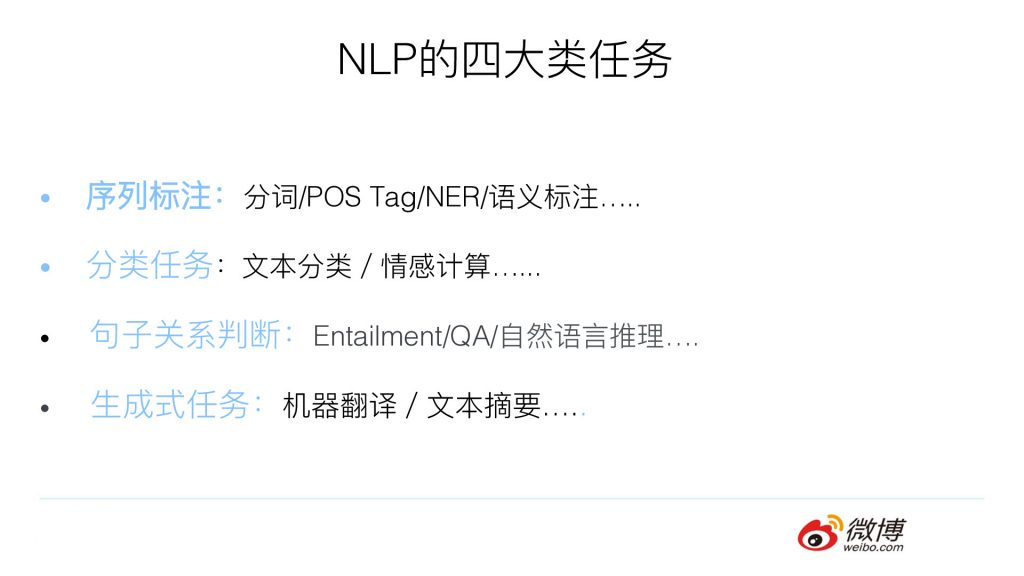 NLP的四大类任务
• 序列标注：分词/POS Tag/NER/语义标注…..
• 分类任务：文本分类 / 情感计算…...
• 句子关系判断：Entailment/QA/自然语言推理….
• 生成式任务：机器翻译 / 文本摘要…..
微博
weibo.com